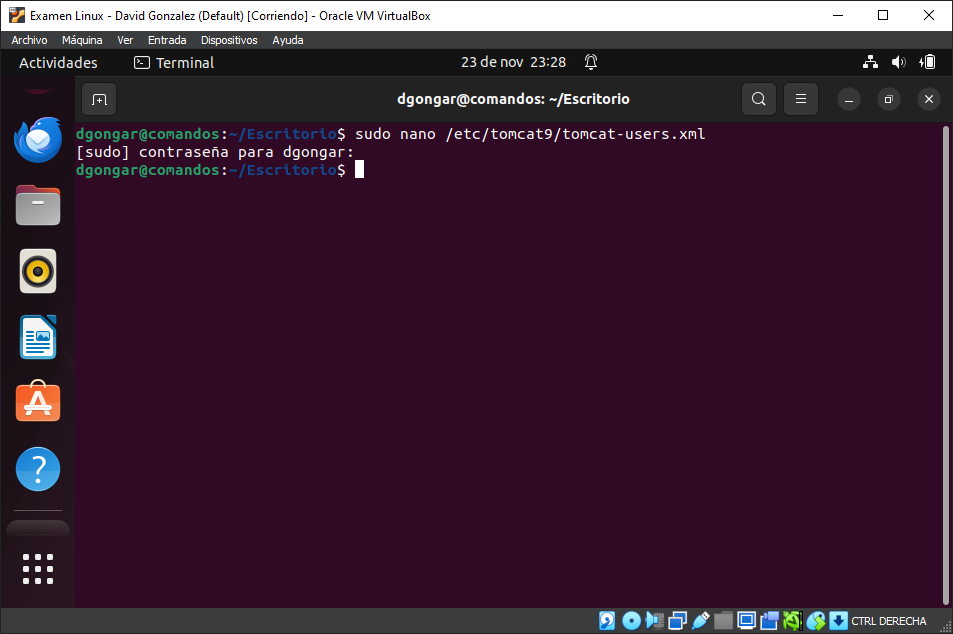 Examen Linux - David Gonzalez (Default) [Corriendo] - Oracle VM VirtualBox
Archivo Máquina Ver Entrada Dispositivos Ayuda
Actividades Terminal 23 de nov 23:28
dgongar@comandos: ~/Escritorio
dgongar@comandos:~/Escritorio$ sudo nano /etc/tomcat9/tomcat-users.xml
[sudo] contraseña para dgongar:
dgongar@comandos:~/Escritorio$
CTRL DERECHA